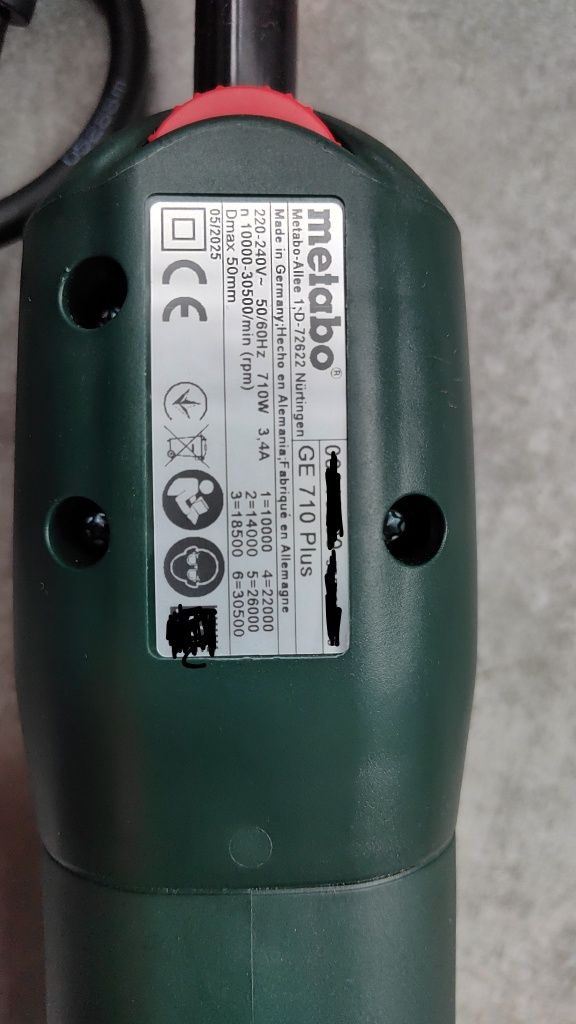 metabo®
Metabo-Allee 1;D-72622 Nürtingen
GE 710 Plus
Made in Germany;Hecho en Alemania;Fabriqué en Allemagne
220-240V~ 50/60Hz 710W 3,4A
n 10000-30500/min (rpm)
Dmax 50mm
1=10000 4=22000
2=14000 5=26000
3=18500 6=30500
05/2025
CE